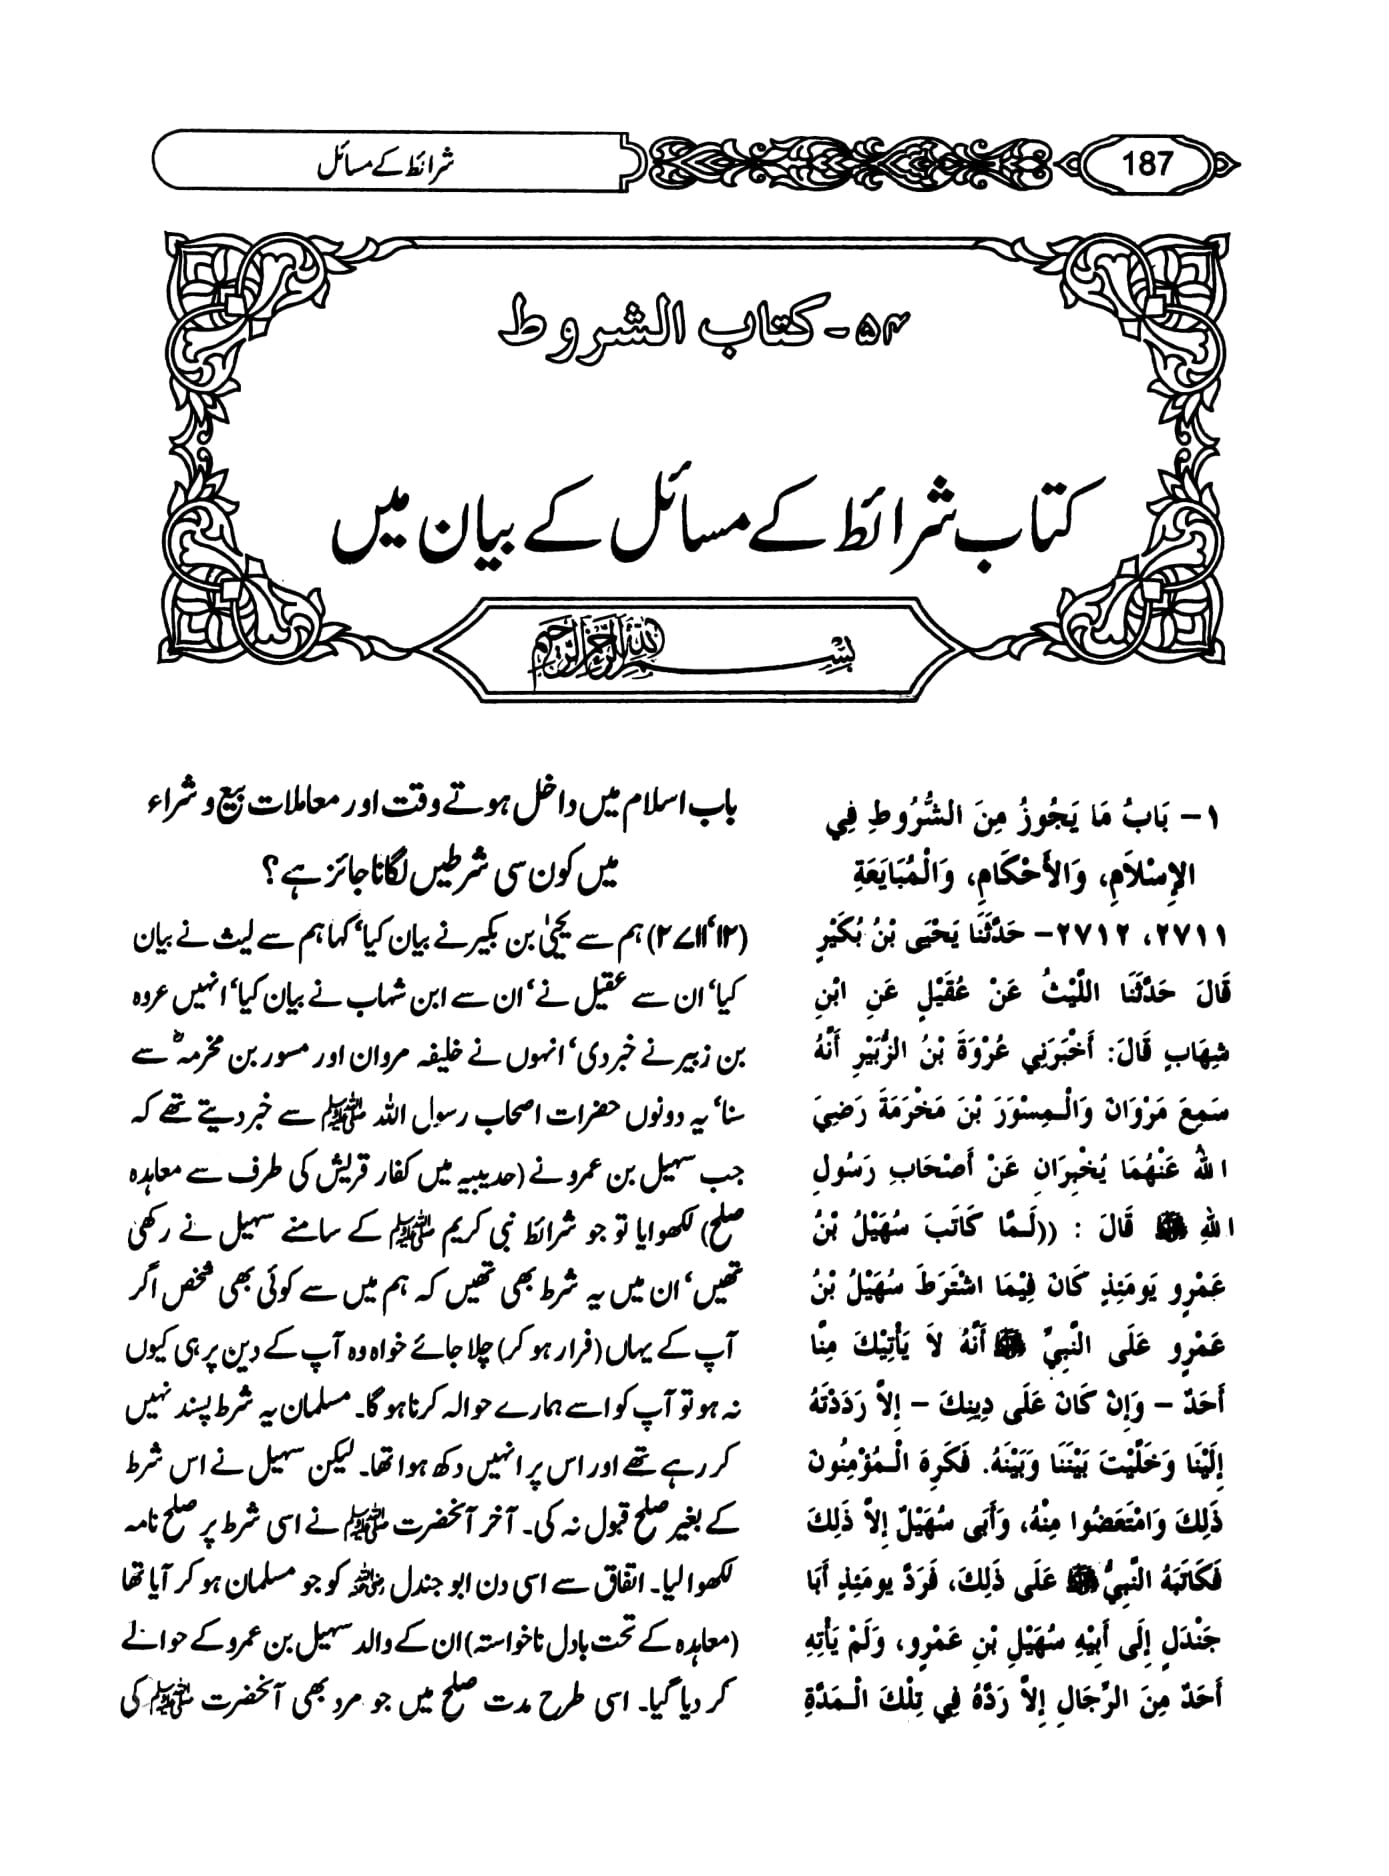 187
شرائط کے مسائل
۵۴- کتاب الشروط
کتاب شرائط کے مسائل کے بیان میں
بسم الله الرحمن الرحيم
١- بَابُ مَا يَجُوزُ مِنَ الشُّرُوطِ فِي
الإِسْلاَمِ، وَالأَحْكَامِ، وَالْمُبَايَعَةِ
٢٧١١، ٢٧١٢- حَدَّثَنَا يَحْيَى بْنُ بُكَيْرٍ
قَالَ حَدَّثَنَا اللَّيْثُ عَنْ عُقَيْلٍ عَنِ ابْنِ
شِهَابٍ قَالَ: أَخْبَرَنِي عُرْوَةَ بْنُ الزُّبَيْرِ أَنَّهُ
سَمِعَ مَرْوَانَ وَالْمِسْوَرَ بْنَ مَخْرَمَةَ رَضِيَ
اللهُ عَنْهُمَا يُخْبِرَانِ عَنْ أَصْحَابِ رَسُولِ
اللهِ ﷺ قَالَ : ((لَمَّا كَاتَبَ سُهَيْلُ بْنُ
عَمْرٍو يَومَئِذٍ كَانَ فِيمَا اشْتَرَطَ سُهَيْلُ بْنُ
عَمْرٍو عَلَى النَّبِيِّ ﷺ أَنَّهُ لاَ يَأْتِيْكَ مِنَّا
أَحَدٌ - وَإِنْ كَانَ عَلَى دِينِكَ - إِلاَّ رَدَدْتَهُ
إِلَيْنَا وَخَلَّيْتَ بَيْنَنَا وَبَيْنَهُ. فَكَرِهَ الْمُؤْمِنُونَ
ذَلِكَ وَامْتَعَضُوا مِنْهُ، وَأَبَى سُهَيْلٌ إِلاَّ ذَلِكَ
فَكَاتَبَهُ النَّبِيُّ ﷺ عَلَى ذَلِكَ، فَرَدَّ يومَئِذٍ أَبَا
جَنْدَلٍ إِلَى أَبِيْهِ سُهَيْلِ بْنِ عَمْرٍو، وَلَمْ يَأْتِهِ
أَحَدٌ مِنَ الرِّجَالِ إِلاَّ رَدَّهُ فِي تِلْكَ الْمَدَّةِ
باب اسلام میں داخل ہوتے وقت اور معاملات بیع و شراء
میں کون سی شرطیں لگانا جائز ہے؟
(۲۷۱۱'۱۲) ہم سے یحییٰ بن بکیر نے بیان کیا' کہا ہم سے لیث نے بیان
کیا' ان سے عقیل نے' ان سے ابن شہاب نے بیان کیا' انہیں عروہ
بن زبیر نے خبر دی' انہوں نے خلیفہ مروان اور مسور بن مخرمہ ؓ سے
سنا' یہ دونوں حضرات اصحاب رسول اللہ ﷺ سے خبر دیتے تھے کہ
جب سہیل بن عمرو نے (حدیبیہ میں کفار قریش کی طرف سے معاہدہ
صلح) لکھوایا تو جو شرائط نبی کریم ﷺ کے سامنے سہیل نے رکھی
تھیں' ان میں یہ شرط بھی تھیں کہ ہم میں سے کوئی بھی شخص اگر
آپ کے یہاں (فرار ہو کر) چلا جائے خواہ وہ آپ کے دین پر ہی کیوں
نہ ہو تو آپ کو اسے ہمارے حوالہ کرنا ہو گا۔ مسلمان یہ شرط پسند نہیں
کر رہے تھے اور اس پر انہیں دکھ ہوا تھا۔ لیکن سہیل نے اس شرط
کے بغیر صلح قبول نہ کی۔ آخر آنحضرت ﷺ نے اسی شرط پر صلح نامہ
لکھوا لیا۔ اتفاق سے اسی دن ابو جندل رضی اللہ عنہ کو جو مسلمان ہو کر آیا تھا
(معاہدہ کے تحت بادل ناخواستہ) ان کے والد سہیل بن عمرو کے حوالے
کر دیا گیا۔ اسی طرح مدت صلح میں جو مرد بھی آنحضرت ﷺ کی